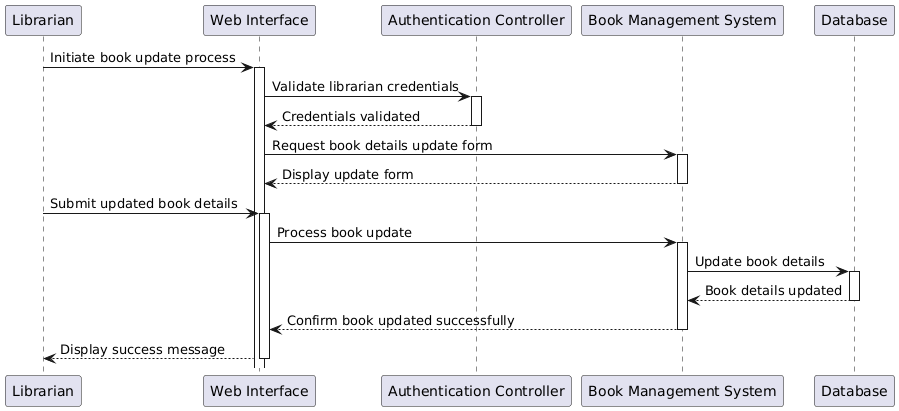 Librarian
Web Interface
Authentication Controller
Book Management System
Database
Initiate book update process
Validate librarian credentials
Credentials validated
Request book details update form
Display update form
Submit updated book details
Process book update
Update book details
Book details updated
Confirm book updated successfully
Display success message
Librarian
Web Interface
Authentication Controller
Book Management System
Database